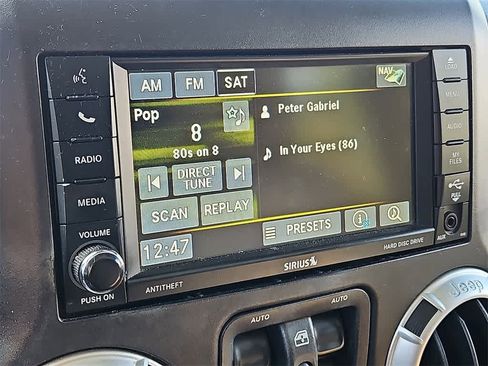 AM FM SAT NAV
LOAD
MENU
Pop
8
80s on 8
Peter Gabriel
In Your Eyes (86)
RADIO
AUDIO
MEDIA
MY FILES
DIRECT TUNE
SCAN REPLAY
PRESETS
12:47
PULL
AUX
VOLUME
PUSH ON
ANTITHEFT
SIRIUS
HARD DISC DRIVE
AUTO AUTO
Jeep